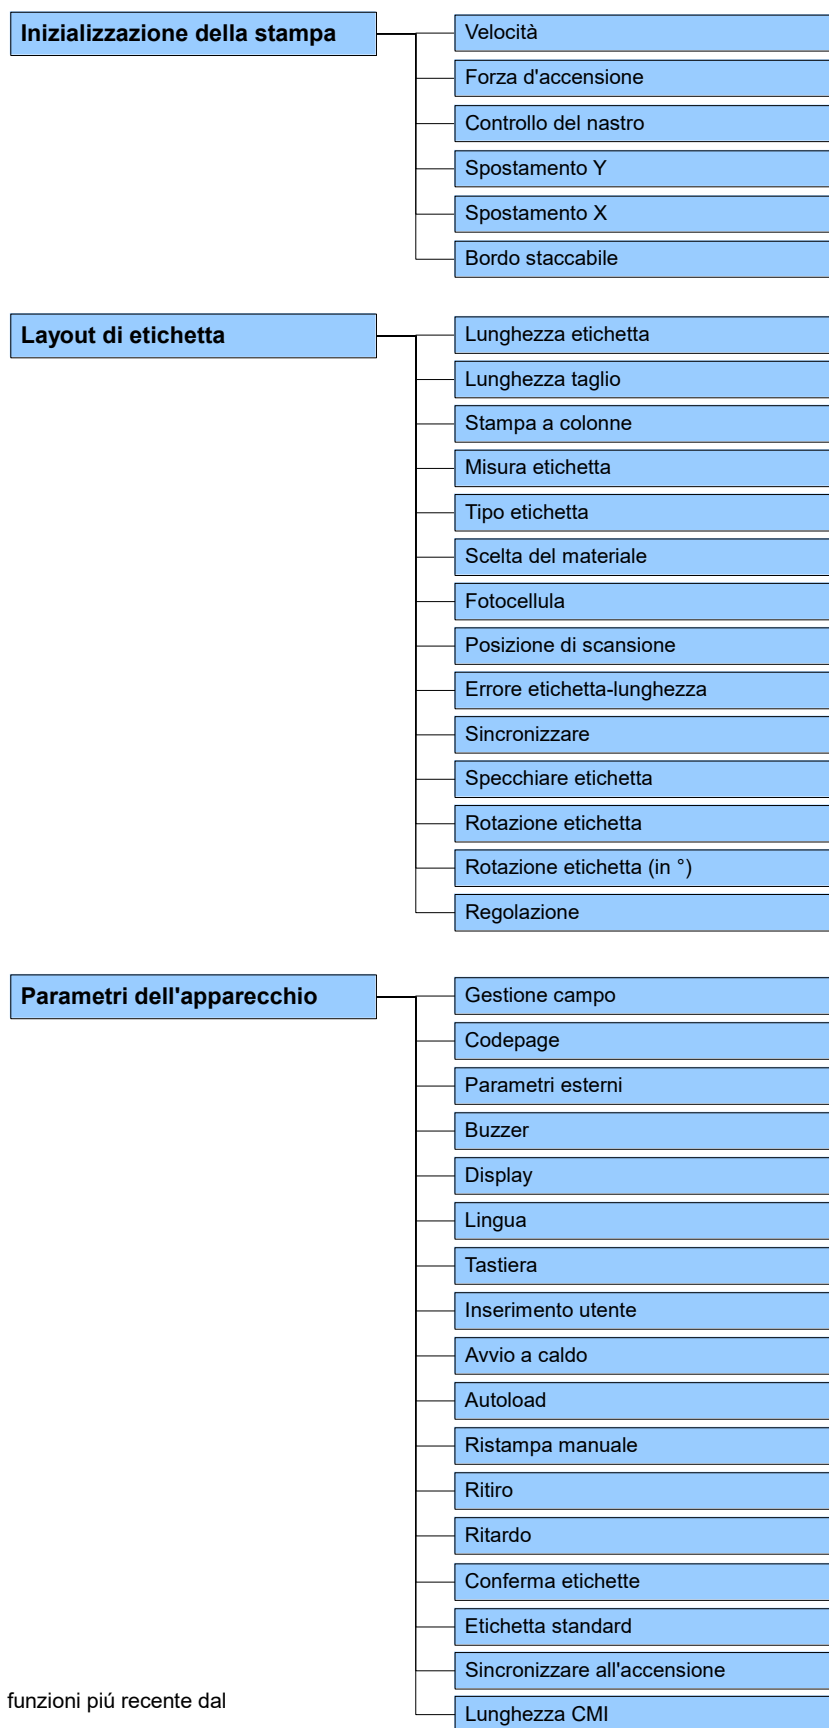 Inizializzazione della stampa
Velocità
Forza d'accensione
Controllo del nastro
Spostamento Y
Spostamento X
Bordo staccabile
Layout di etichetta
Lunghezza etichetta
Lunghezza taglio
Stampa a colonne
Misura etichetta
Tipo etichetta
Scelta del materiale
Fotocellula
Posizione di scansione
Errore etichetta-lunghezza
Sincronizzare
Specchiare etichetta
Rotazione etichetta
Rotazione etichetta (in °)
Regolazione
Parametri dell'apparecchio
Gestione campo
Codepage
Parametri esterni
Buzzer
Display
Lingua
Tastiera
Inserimento utente
Avvio a caldo
Autoload
Ristampa manuale
Ritiro
Ritardo
Conferma etichette
Etichetta standard
Sincronizzare all'accensione
funzioni piú recente dal
Lunghezza CMI